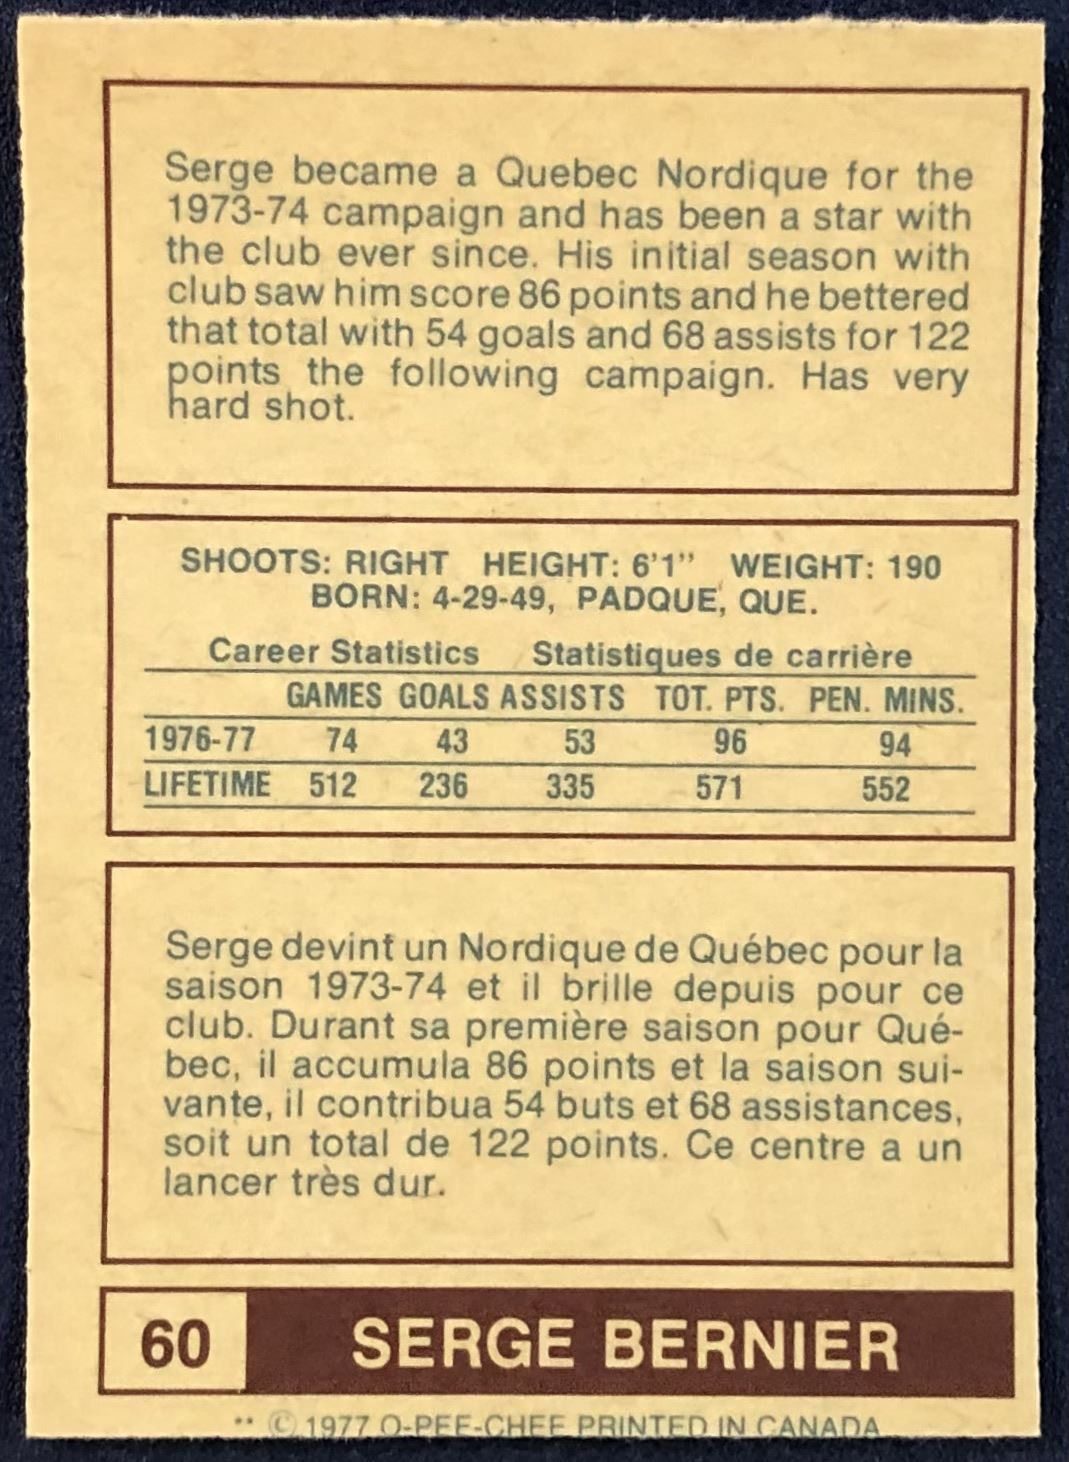 Serge became a Quebec Nordique for the
1973-74 campaign and has been a star with
the club ever since. His initial season with
club saw him score 86 points and he bettered
that total with 54 goals and 68 assists for 122
points the following campaign. Has very
hard shot.
SHOOTS: RIGHT HEIGHT: 6'1" WEIGHT: 190
BORN: 4-29-49, PADQUE, QUE.
Career Statistics Statistiques de carrière
GAMES GOALS ASSISTS TOT. PTS. PEN. MINS.
1976-77 74 43 53 96 94
LIFETIME 512 236 335 571 552
Serge devint un Nordique de Québec pour la
saison 1973-74 et il brille depuis pour ce
club. Durant sa première saison pour Qué-
bec, il accumula 86 points et la saison sui-
vante, il contribua 54 buts et 68 assistances,
soit un total de 122 points. Ce centre a un
lancer très dur.
60 SERGE BERNIER
** © 1977 O-PEE-CHEE PRINTED IN CANADA